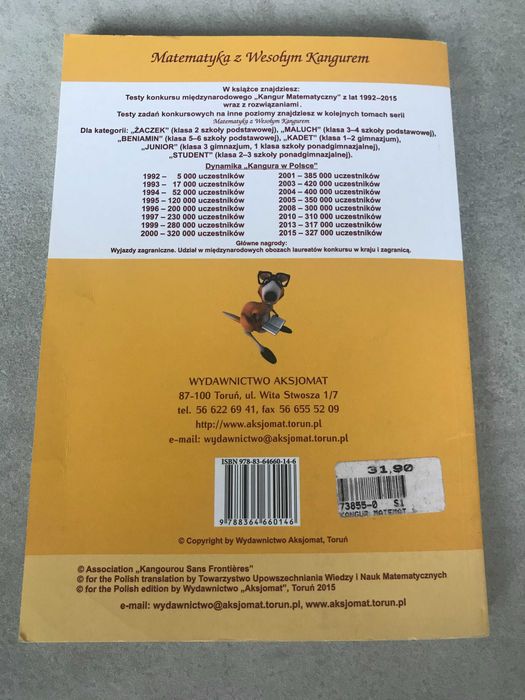 Matematyka z Wesołym Kangurem
W książce znajdziesz:
Testy konkursu międzynarodowego „Kangur Matematyczny" z lat 1992–2015
wraz z rozwiązaniami.
Testy zadań konkursowych na inne poziomy znajdziesz w kolejnych tomach serii
Matematyka z Wesołym Kangurem
Dla kategorii: „ŻACZEK" (klasa 2 szkoły podstawowej), „MALUCH" (klasa 3–4 szkoły podstawowej),
„BENIAMIN" (klasa 5–6 szkoły podstawowej), „KADET" (klasa 1–2 gimnazjum),
„JUNIOR" (klasa 3 gimnazjum, 1 klasa szkoły ponadgimnazjalnej),
„STUDENT" (klasa 2–3 szkoły ponadgimnazjalnej).
Dynamika „Kangura w Polsce"
1992 – 5 000 uczestników 2001 – 385 000 uczestników
1993 – 17 000 uczestników 2003 – 420 000 uczestników
1994 – 52 000 uczestników 2004 – 400 000 uczestników
1995 – 120 000 uczestników 2005 – 350 000 uczestników
1996 – 200 000 uczestników 2008 – 300 000 uczestników
1997 – 230 000 uczestników 2010 – 310 000 uczestników
1999 – 280 000 uczestników 2013 – 317 000 uczestników
2000 – 320 000 uczestników 2015 – 327 000 uczestników
Główne nagrody:
Wyjazdy zagraniczne. Udział w międzynarodowych obozach laureatów konkursu w kraju i zagranicą.
WYDAWNICTWO AKSJOMAT
87-100 Toruń, ul. Wita Stwosza 1/7
tel. 56 622 69 41, fax 56 655 52 09
http://www.aksjomat.torun.pl
e-mail: wydawnictwo@aksjomat.torun.pl
ISBN 978-83-64660-14-6
9 788364 660146
31,90
73855-0 S1
KANGUR MATEMAT
© Copyright by Wydawnictwo Aksjomat, Toruń
© Association „Kangourou Sans Frontières"
© for the Polish translation by Towarzystwo Upowszechniania Wiedzy i Nauk Matematycznych
© for the Polish edition by Wydawnictwo „Aksjomat", Toruń 2015
e-mail: wydawnictwo@aksjomat.torun.pl, www.aksjomat.torun.pl